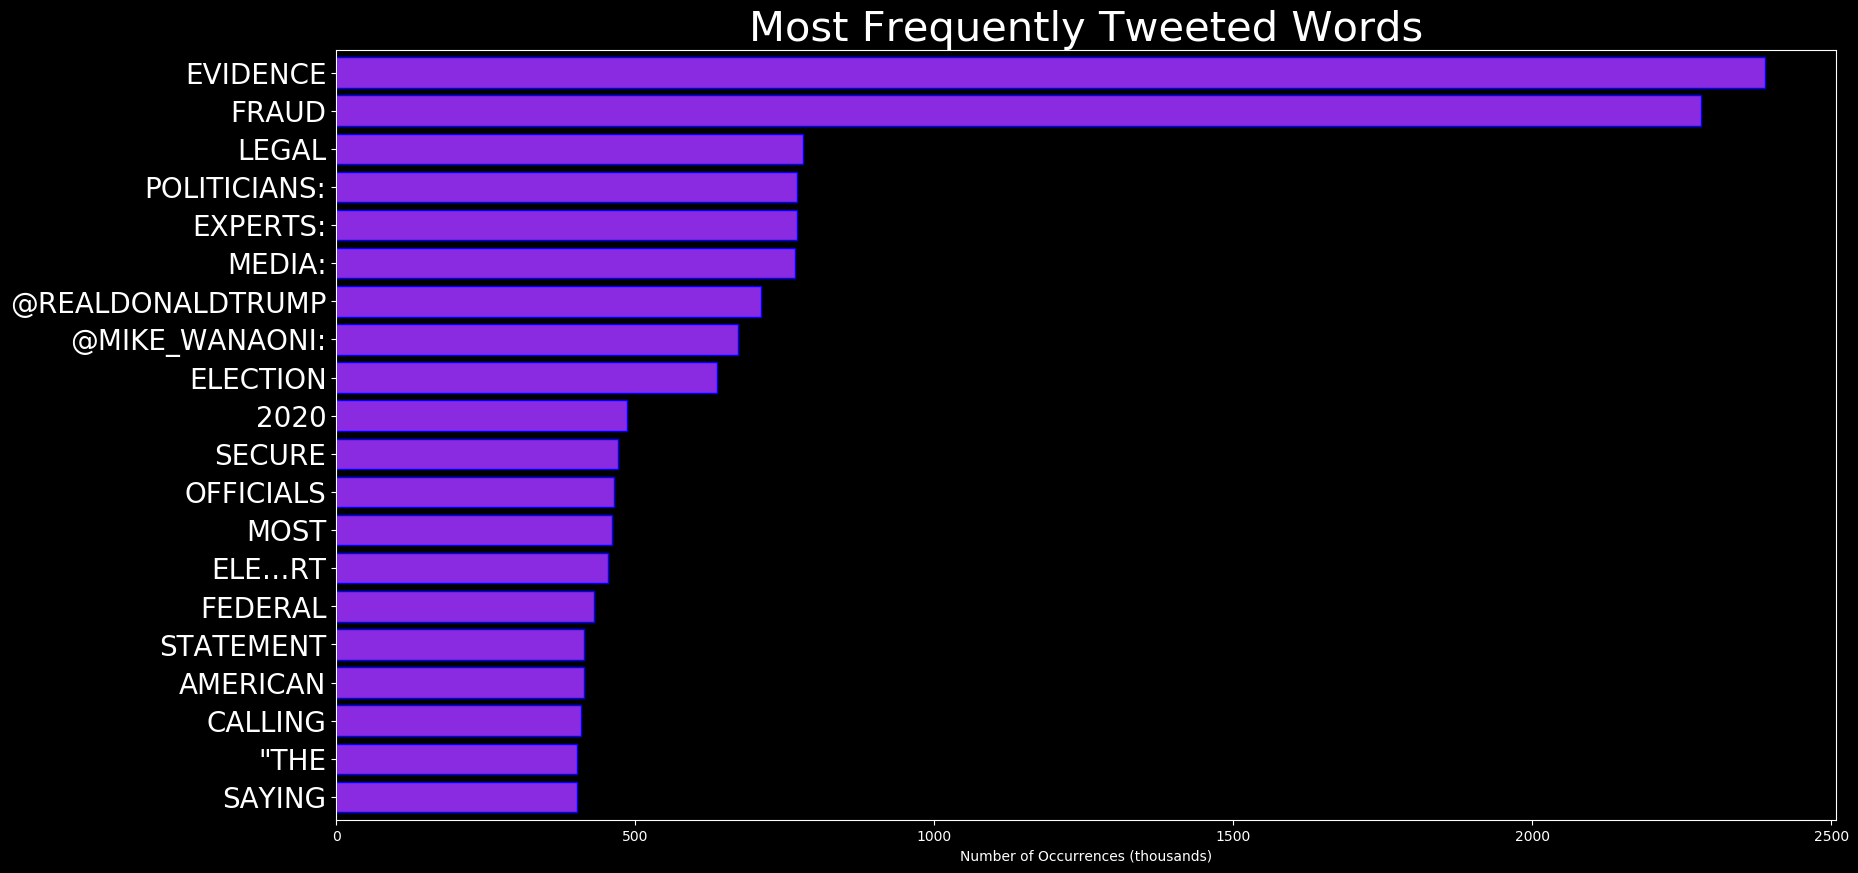 Most Frequently Tweeted Words
EVIDENCE
FRAUD
LEGAL
POLITICIANS:
EXPERTS:
MEDIA:
@REALDONALDTRUMP
@MIKE_WANAONI:
ELECTION
2020
SECURE
OFFICIALS
MOST
ELE…RT
FEDERAL
STATEMENT
AMERICAN
CALLING
"THE
SAYING
0 500 1000 1500 2000 2500
Number of Occurrences (thousands)